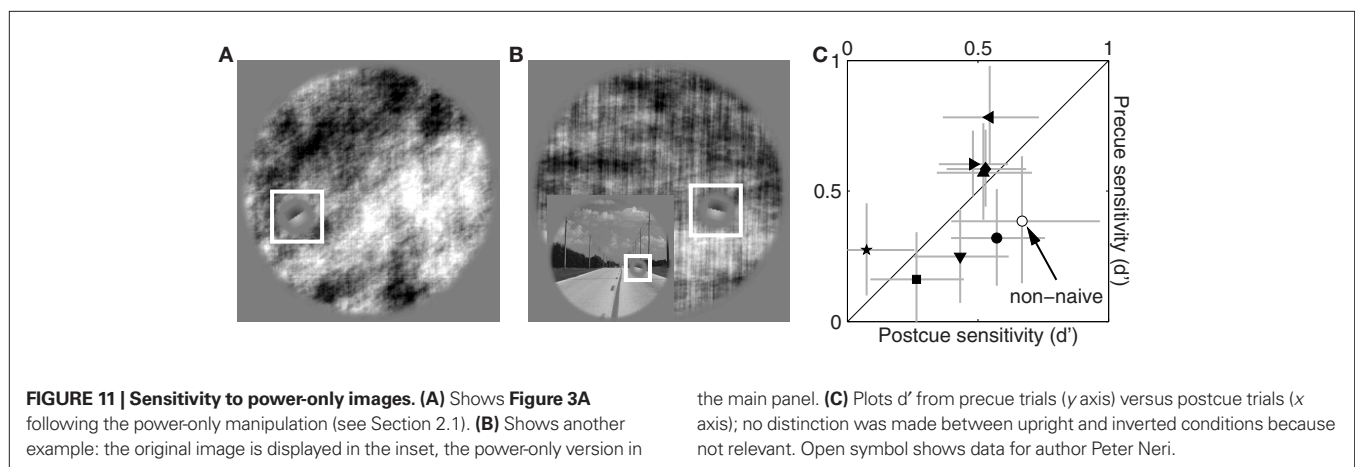 A
B
C
0
0.5
1
1
0.5
0
Precue sensitivity (d')
non−naive
Postcue sensitivity (d')
FIGURE 11 | Sensitivity to power-only images. (A) Shows Figure 3A
following the power-only manipulation (see Section 2.1). (B) Shows another
example: the original image is displayed in the inset, the power-only version in
the main panel. (C) Plots d′ from precue trials (y axis) versus postcue trials (x
axis); no distinction was made between upright and inverted conditions because
not relevant. Open symbol shows data for author Peter Neri.